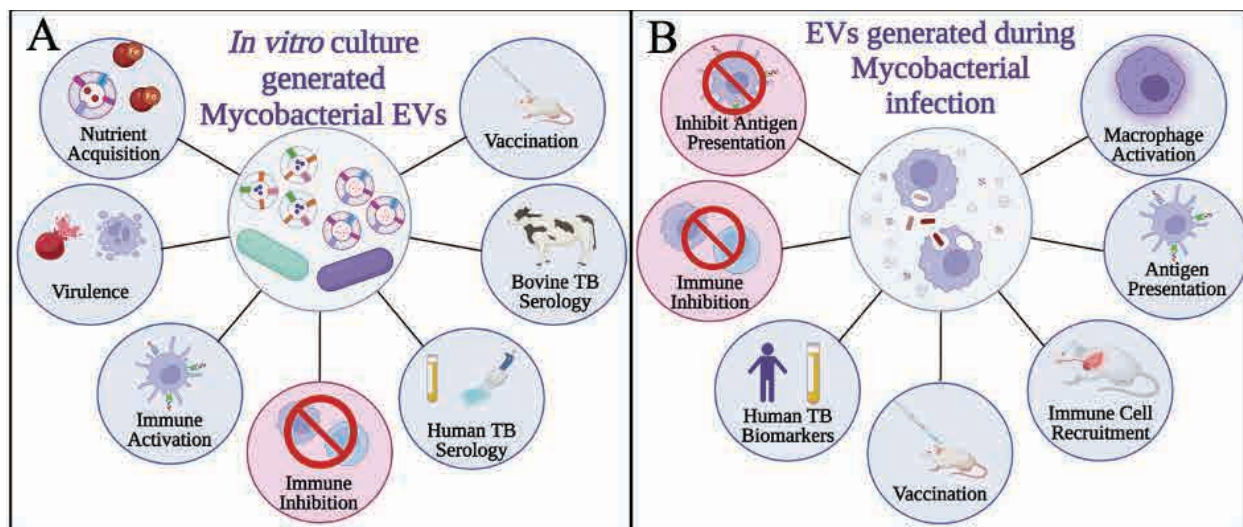 A
In vitro culture
generated
Mycobacterial EVs
Nutrient
Acquisition
Vaccination
Virulence
Bovine TB
Serology
Immune
Activation
Human TB
Serology
Immune
Inhibition
B
EVs generated during
Mycobacterial
infection
Inhibit Antigen
Presentation
Macrophage
Activation
Immune
Inhibition
Antigen
Presentation
Human TB
Biomarkers
Immune Cell
Recruitment
Vaccination